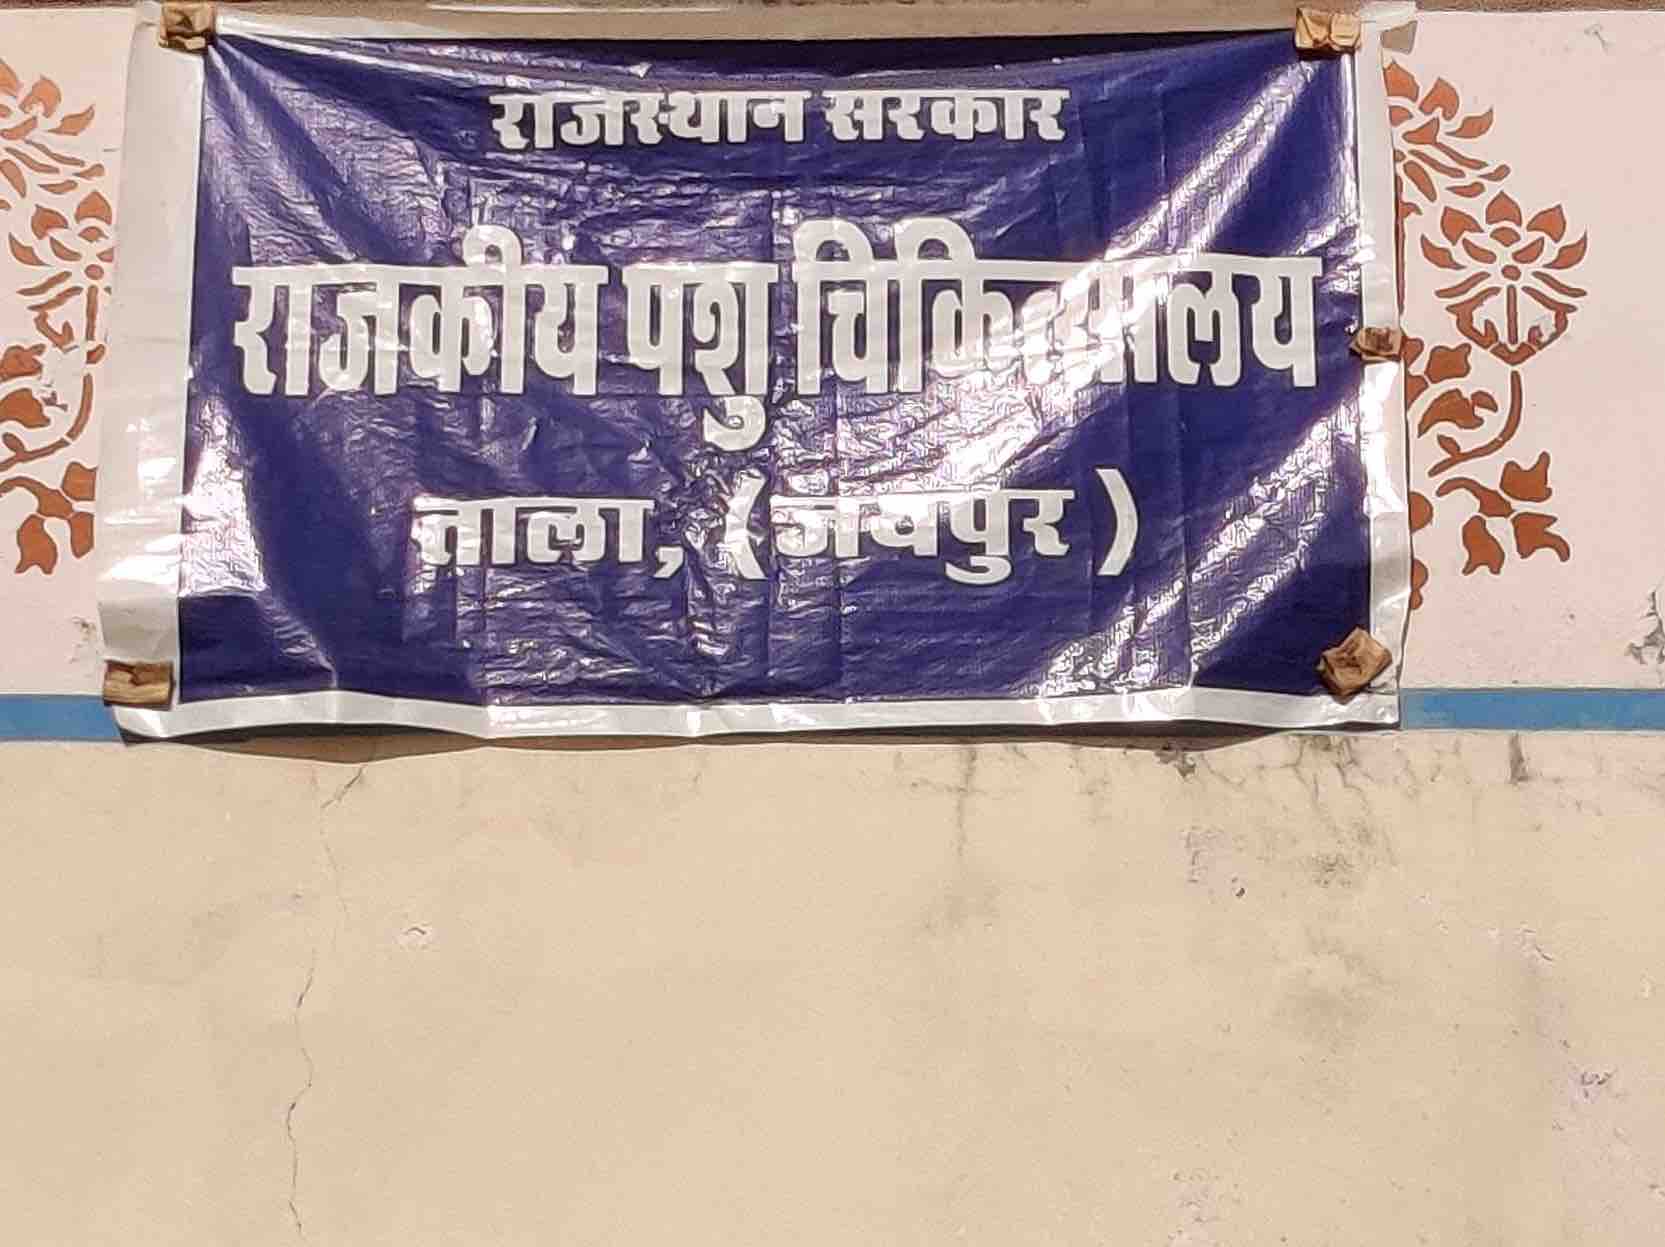 राजस्थान सरकार
राजकीय पशु चिकित्सालय
ताला, (जयपुर)